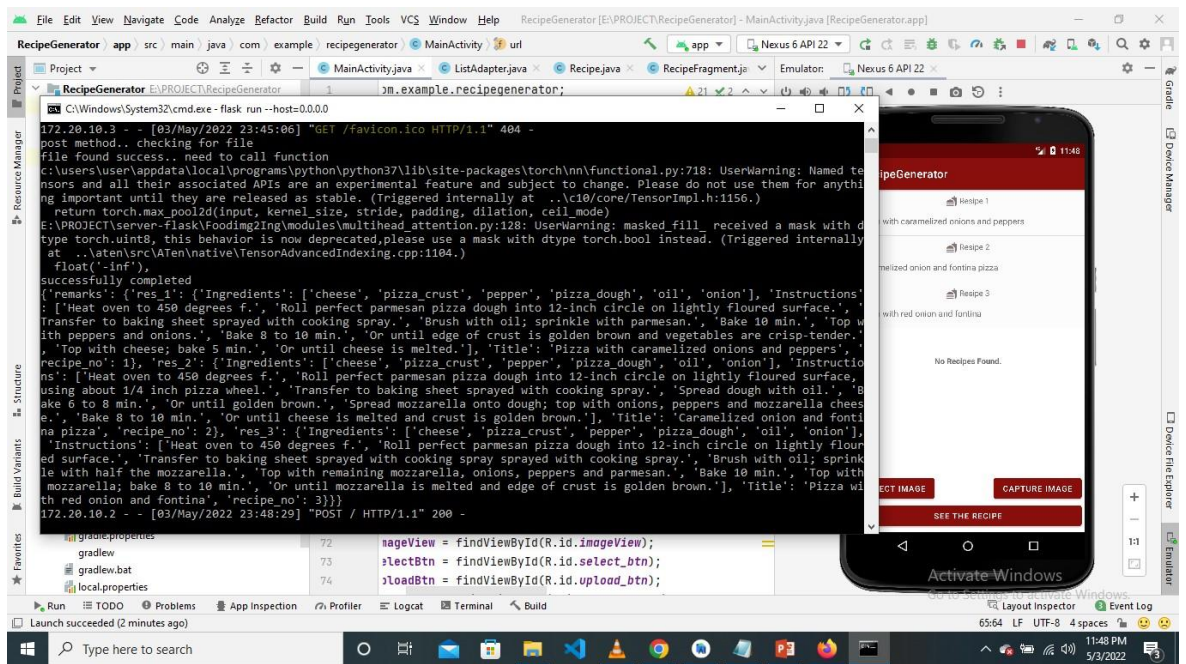 File Edit View Navigate Code Analyze Refactor Build Run Tools VCS Window Help RecipeGenerator [E:\PROJECT\RecipeGenerator] - MainActivity.java [RecipeGenerator.app]
RecipeGenerator app src main java com example recipegenerator MainActivity url app Nexus 6 API 22
Project MainActivity.java ListAdapter.java Recipe.java RecipeFragment.ja Emulator: Nexus 6 API 22
RecipeGenerator E:\PROJECT\RecipeGenerator 1 om.example.recipegenerator; 21 2
C:\Windows\System32\cmd.exe - flask run --host=0.0.0.0
172.20.10.3 - - [03/May/2022 23:45:06] "GET /favicon.ico HTTP/1.1" 404 -
post method.. checking for file
file found success.. need to call function
c:\users\user\appdata\local\programs\python\python37\lib\site-packages\torch\nn\functional.py:718: UserWarning: Named te
nsors and all their associated APIs are an experimental feature and subject to change. Please do not use them for anythi
ng important until they are released as stable. (Triggered internally at ..\c10/core/TensorImpl.h:1156.)
return torch.max_pool2d(input, kernel_size, stride, padding, dilation, ceil_mode)
E:\PROJECT\server-flask\Foodimg2Ing\modules\multihead_attention.py:128: UserWarning: masked_fill_ received a mask with d
type torch.uint8, this behavior is now deprecated,please use a mask with dtype torch.bool instead. (Triggered internally
at ..\aten\src\ATen\native\TensorAdvancedIndexing.cpp:1104.)
float('-inf'),
successfully completed
{'remarks': {'res_1': {'Ingredients': ['cheese', 'pizza_crust', 'pepper', 'pizza_dough', 'oil', 'onion'], 'Instructions'
: ['Heat oven to 450 degrees f.', 'Roll perfect parmesan pizza dough into 12-inch circle on lightly floured surface.', '
Transfer to baking sheet sprayed with cooking spray.', 'Brush with oil; sprinkle with parmesan.', 'Bake 10 min.', 'Top w
ith peppers and onions.', 'Bake 8 to 10 min.', 'Or until edge of crust is golden brown and vegetables are crisp-tender.'
, 'Top with cheese; bake 5 min.', 'Or until cheese is melted.'], 'Title': 'Pizza with caramelized onions and peppers', '
recipe_no': 1}, 'res_2': {'Ingredients': ['cheese', 'pizza_crust', 'pepper', 'pizza_dough', 'oil', 'onion'], 'Instructio
ns': ['Heat oven to 450 degrees f.', 'Roll perfect parmesan pizza dough into 12-inch circle on lightly floured surface,
using about 1/4 inch pizza wheel.', 'Transfer to baking sheet sprayed with cooking spray.', 'Spread dough with oil.', 'B
ake 6 to 8 min.', 'Or until golden brown.', 'Spread mozzarella onto dough; top with onions, peppers and mozzarella chees
e.', 'Bake 8 to 10 min.', 'Or until cheese is melted and crust is golden brown.'], 'Title': 'Caramelized onion and fonti
na pizza', 'recipe_no': 2}, 'res_3': {'Ingredients': ['cheese', 'pizza_crust', 'pepper', 'pizza_dough', 'oil', 'onion'],
'Instructions': ['Heat oven to 450 degrees f.', 'Roll perfect parmesan pizza dough into 12-inch circle on lightly flour
ed surface.', 'Transfer to baking sheet sprayed with cooking spray sprayed with cooking spray.', 'Brush with oil; sprink
le with half the mozzarella.', 'Top with remaining mozzarella, onions, peppers and parmesan.', 'Bake 10 min.', 'Top with
mozzarella; bake 8 to 10 min.', 'Or until mozzarella is melted and edge of crust is golden brown.'], 'Title': 'Pizza wi
th red onion and fontina', 'recipe_no': 3}}}
172.20.10.2 - - [03/May/2022 23:48:29] "POST / HTTP/1.1" 200 -
11:48
ipeGenerator
Resipe 1
with caramelized onions and peppers
Resipe 2
melized onion and fontina pizza
Resipe 3
with red onion and fontina
No Recipes Found.
ECT IMAGE CAPTURE IMAGE
SEE THE RECIPE
1:1
gradle.properties
gradlew
gradlew.bat
local.properties
72 mageView = findViewById(R.id.imageView);
73 electBtn = findViewById(R.id.select_btn);
74 ploadBtn = findViewById(R.id.upload_btn);
Project
Resource Manager
Structure
Build Variants
Favorites
Gradle
Device Manager
Device File Explorer
Emulator
Activate Windows
Go to Settings to activate Windows.
Run TODO Problems App Inspection Profiler Logcat Terminal Build Layout Inspector Event Log
Launch succeeded (2 minutes ago) 65:64 LF UTF-8 4 spaces
Type here to search
11:48 PM
5/3/2022
3